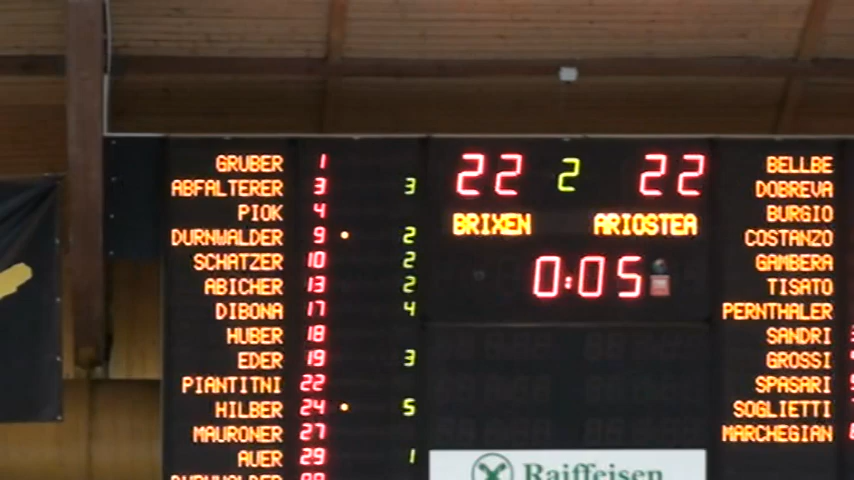 GRUBER 1
ABFALTERER 3 3
PIOK 4
DURNWALDER 9 2
SCHATZER 10 2
ABICHER 13 2
DIBONA 17 4
HUBER 18
EDER 19 3
PIANTITNI 22
HILBER 24 5
MAURONER 27
AUER 29 1
22 2 22
BRIXEN ARIOSTEA
0:05
Raiffeisen
BELLBE
DOBREVA
BURGIO
COSTANZO
GAMBERA
TISATO
PERNTHALER
SANDRI
GROSSI
SPASARI
SOGLIETTI
MARCHEGIAN